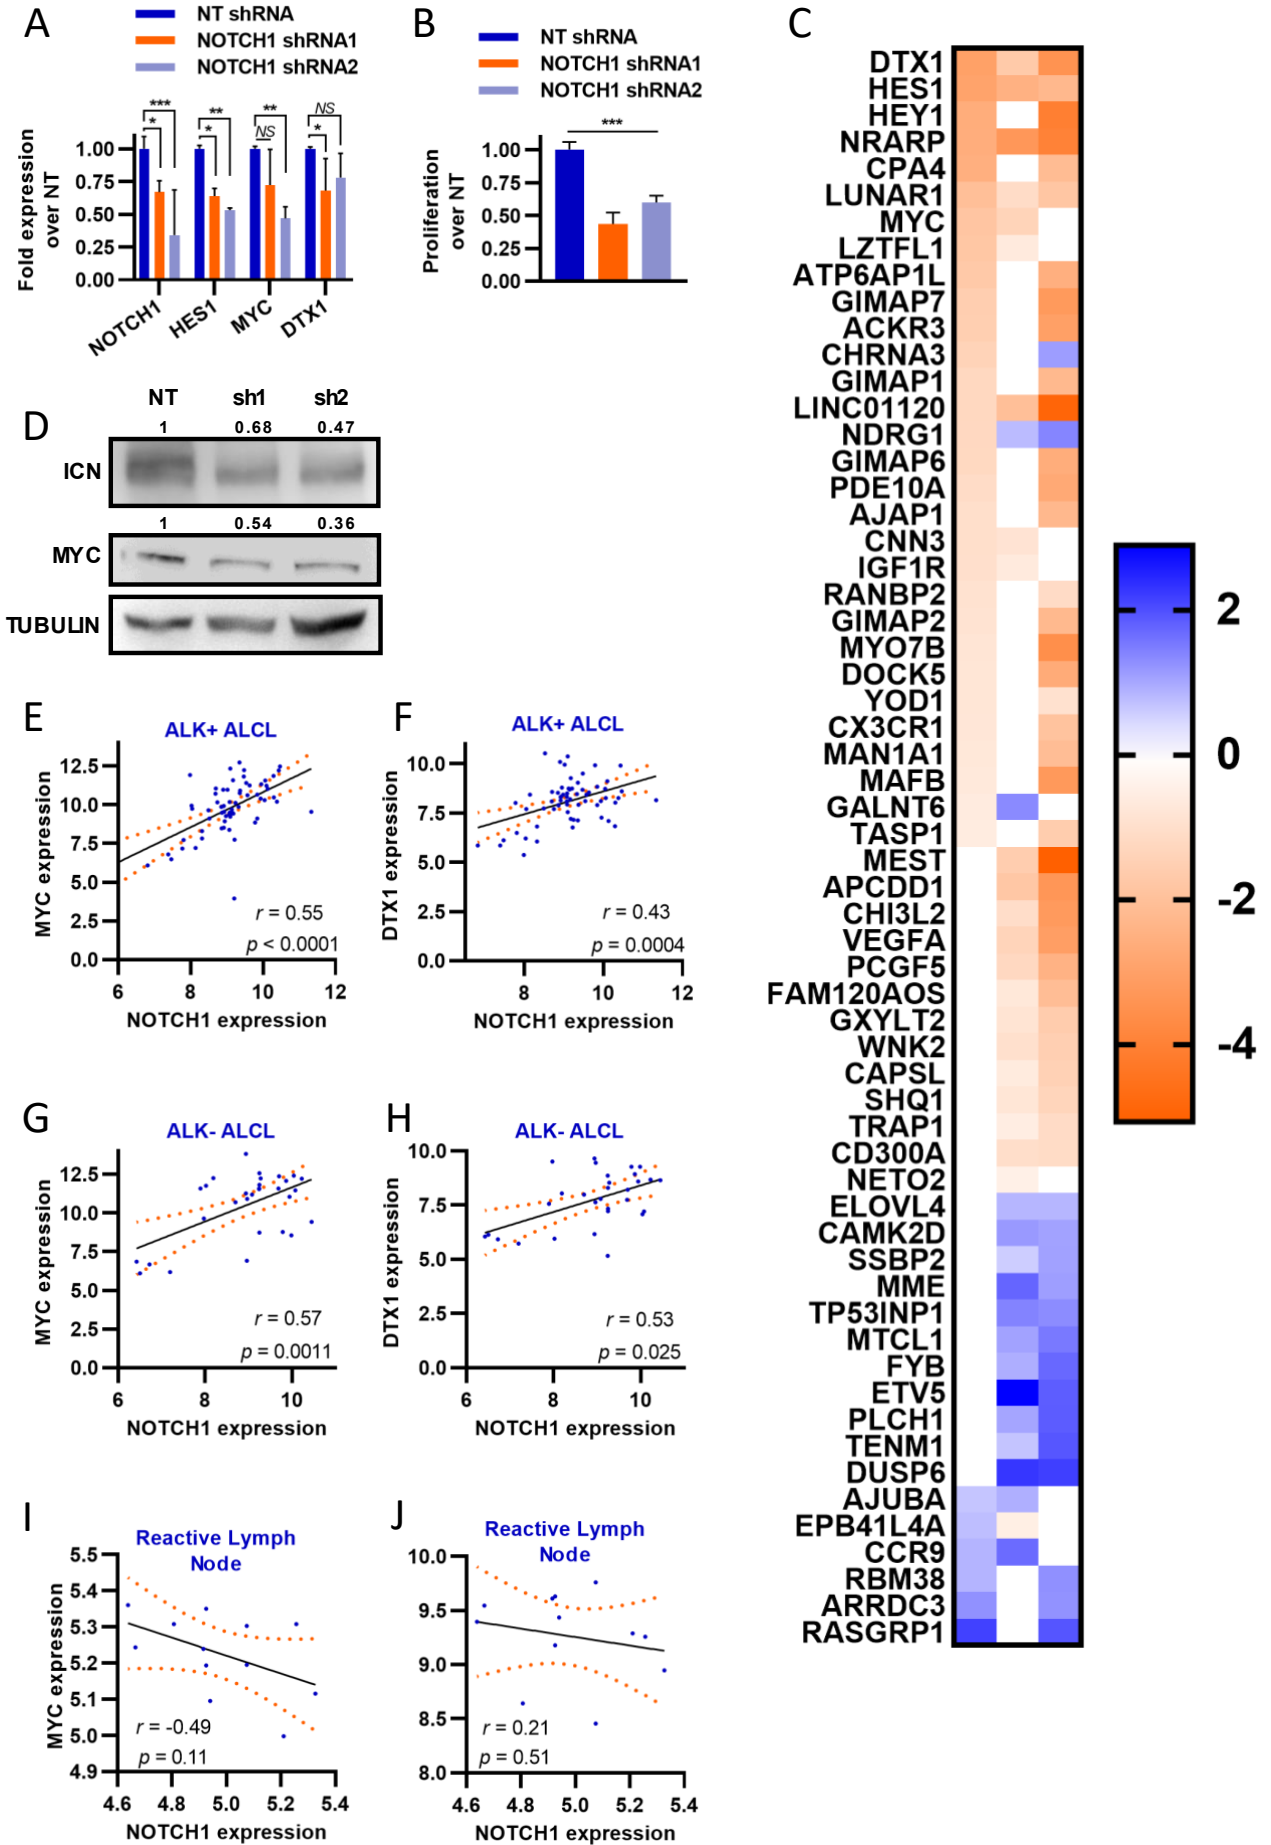 A
NT shRNA
NOTCH1 shRNA1
NOTCH1 shRNA2
Fold expression
over NT
1.00
0.75
0.50
0.25
0.00
***
*
**
*
**
NS
NS
*
NOTCH1
HES1
MYC
DTX1
B
NT shRNA
NOTCH1 shRNA1
NOTCH1 shRNA2
Proliferation
over NT
1.00
0.75
0.50
0.25
0.00
***
C
DTX1
HES1
HEY1
NRARP
CPA4
LUNAR1
MYC
LZTFL1
ATP6AP1L
GIMAP7
ACKR3
CHRNA3
GIMAP1
LINC01120
NDRG1
GIMAP6
PDE10A
AJAP1
CNN3
IGF1R
RANBP2
GIMAP2
MYO7B
DOCK5
YOD1
CX3CR1
MAN1A1
MAFB
GALNT6
TASP1
MEST
APCDD1
CHI3L2
VEGFA
PCGF5
FAM120AOS
GXYLT2
WNK2
CAPSL
SHQ1
TRAP1
CD300A
NETO2
ELOVL4
CAMK2D
SSBP2
MME
TP53INP1
MTCL1
FYB
ETV5
PLCH1
TENM1
DUSP6
AJUBA
EPB41L4A
CCR9
RBM38
ARRDC3
RASGRP1
2
0
-2
-4
D
NT sh1 sh2
1 0.68 0.47
ICN
1 0.54 0.36
MYC
TUBULIN
E
ALK+ ALCL
MYC expression
12.5
10.0
7.5
5.0
2.5
0.0
r = 0.55
p < 0.0001
6 8 10 12
NOTCH1 expression
F
ALK+ ALCL
DTX1 expression
10.0
7.5
5.0
2.5
0.0
r = 0.43
p = 0.0004
8 10 12
NOTCH1 expression
G
ALK- ALCL
MYC expression
12.5
10.0
7.5
5.0
2.5
0.0
r = 0.57
p = 0.0011
6 8 10
NOTCH1 expression
H
ALK- ALCL
DTX1 expression
10.0
7.5
5.0
2.5
0.0
r = 0.53
p = 0.025
6 8 10
NOTCH1 expression
I
Reactive Lymph
Node
MYC expression
5.5
5.4
5.3
5.2
5.1
5.0
4.9
r = -0.49
p = 0.11
4.6 4.8 5.0 5.2 5.4
NOTCH1 expression
J
Reactive Lymph
Node
DTX1 expression
10.0
9.5
9.0
8.5
8.0
r = 0.21
p = 0.51
4.6 4.8 5.0 5.2 5.4
NOTCH1 expression